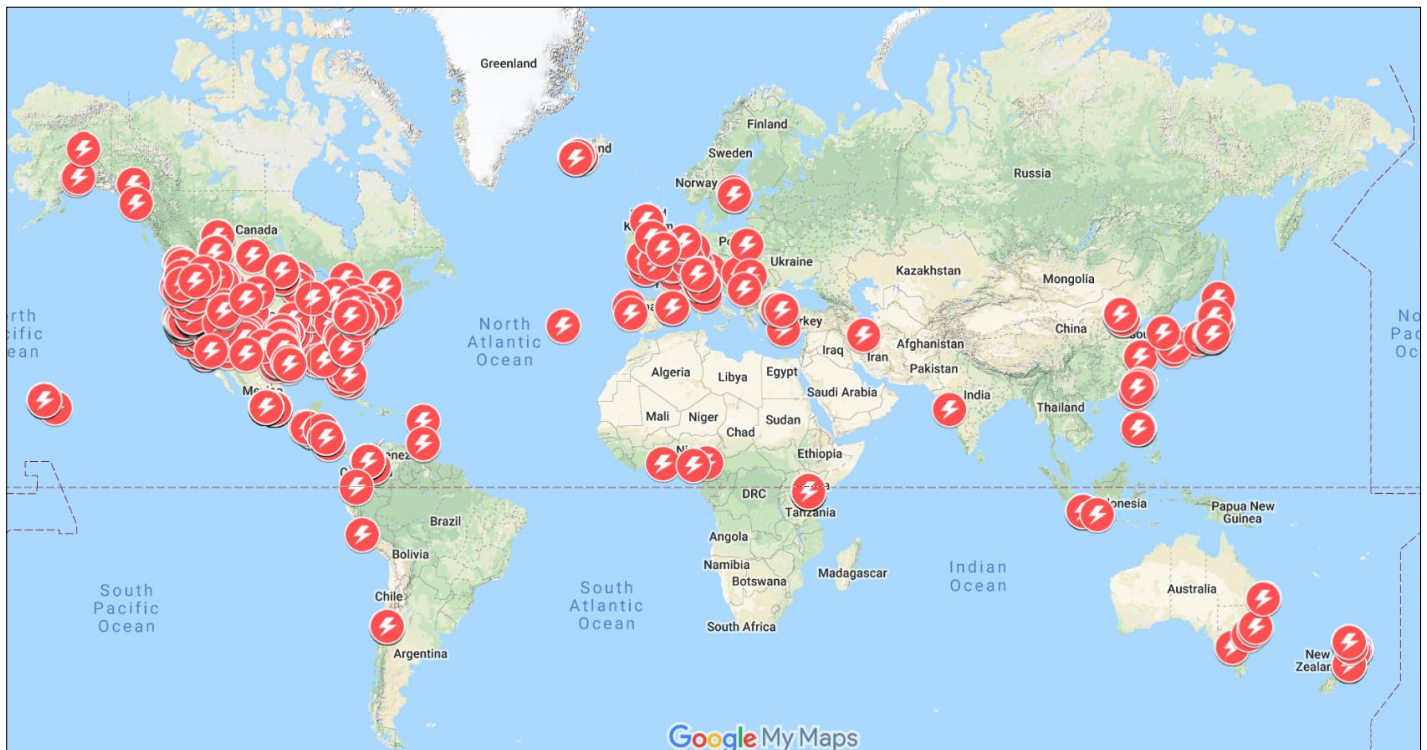 Greenland
Finland
Sweden
Norway
Russia
Canada
Ukraine
Kazakhstan
Mongolia
North
Atlantic
Ocean
China
Afghanistan
Iraq
Iran
Pakistan
Algeria
Libya
Egypt
Saudi Arabia
India
Thailand
Mali
Niger
Sudan
Chad
Ethiopia
DRC
Tanzania
Papua New
Guinea
Brazil
Angola
Bolivia
Namibia
Botswana
Madagascar
Indian
Ocean
South
Pacific
Ocean
South
Atlantic
Ocean
Chile
Australia
South Africa
Argentina
New
Google My Maps